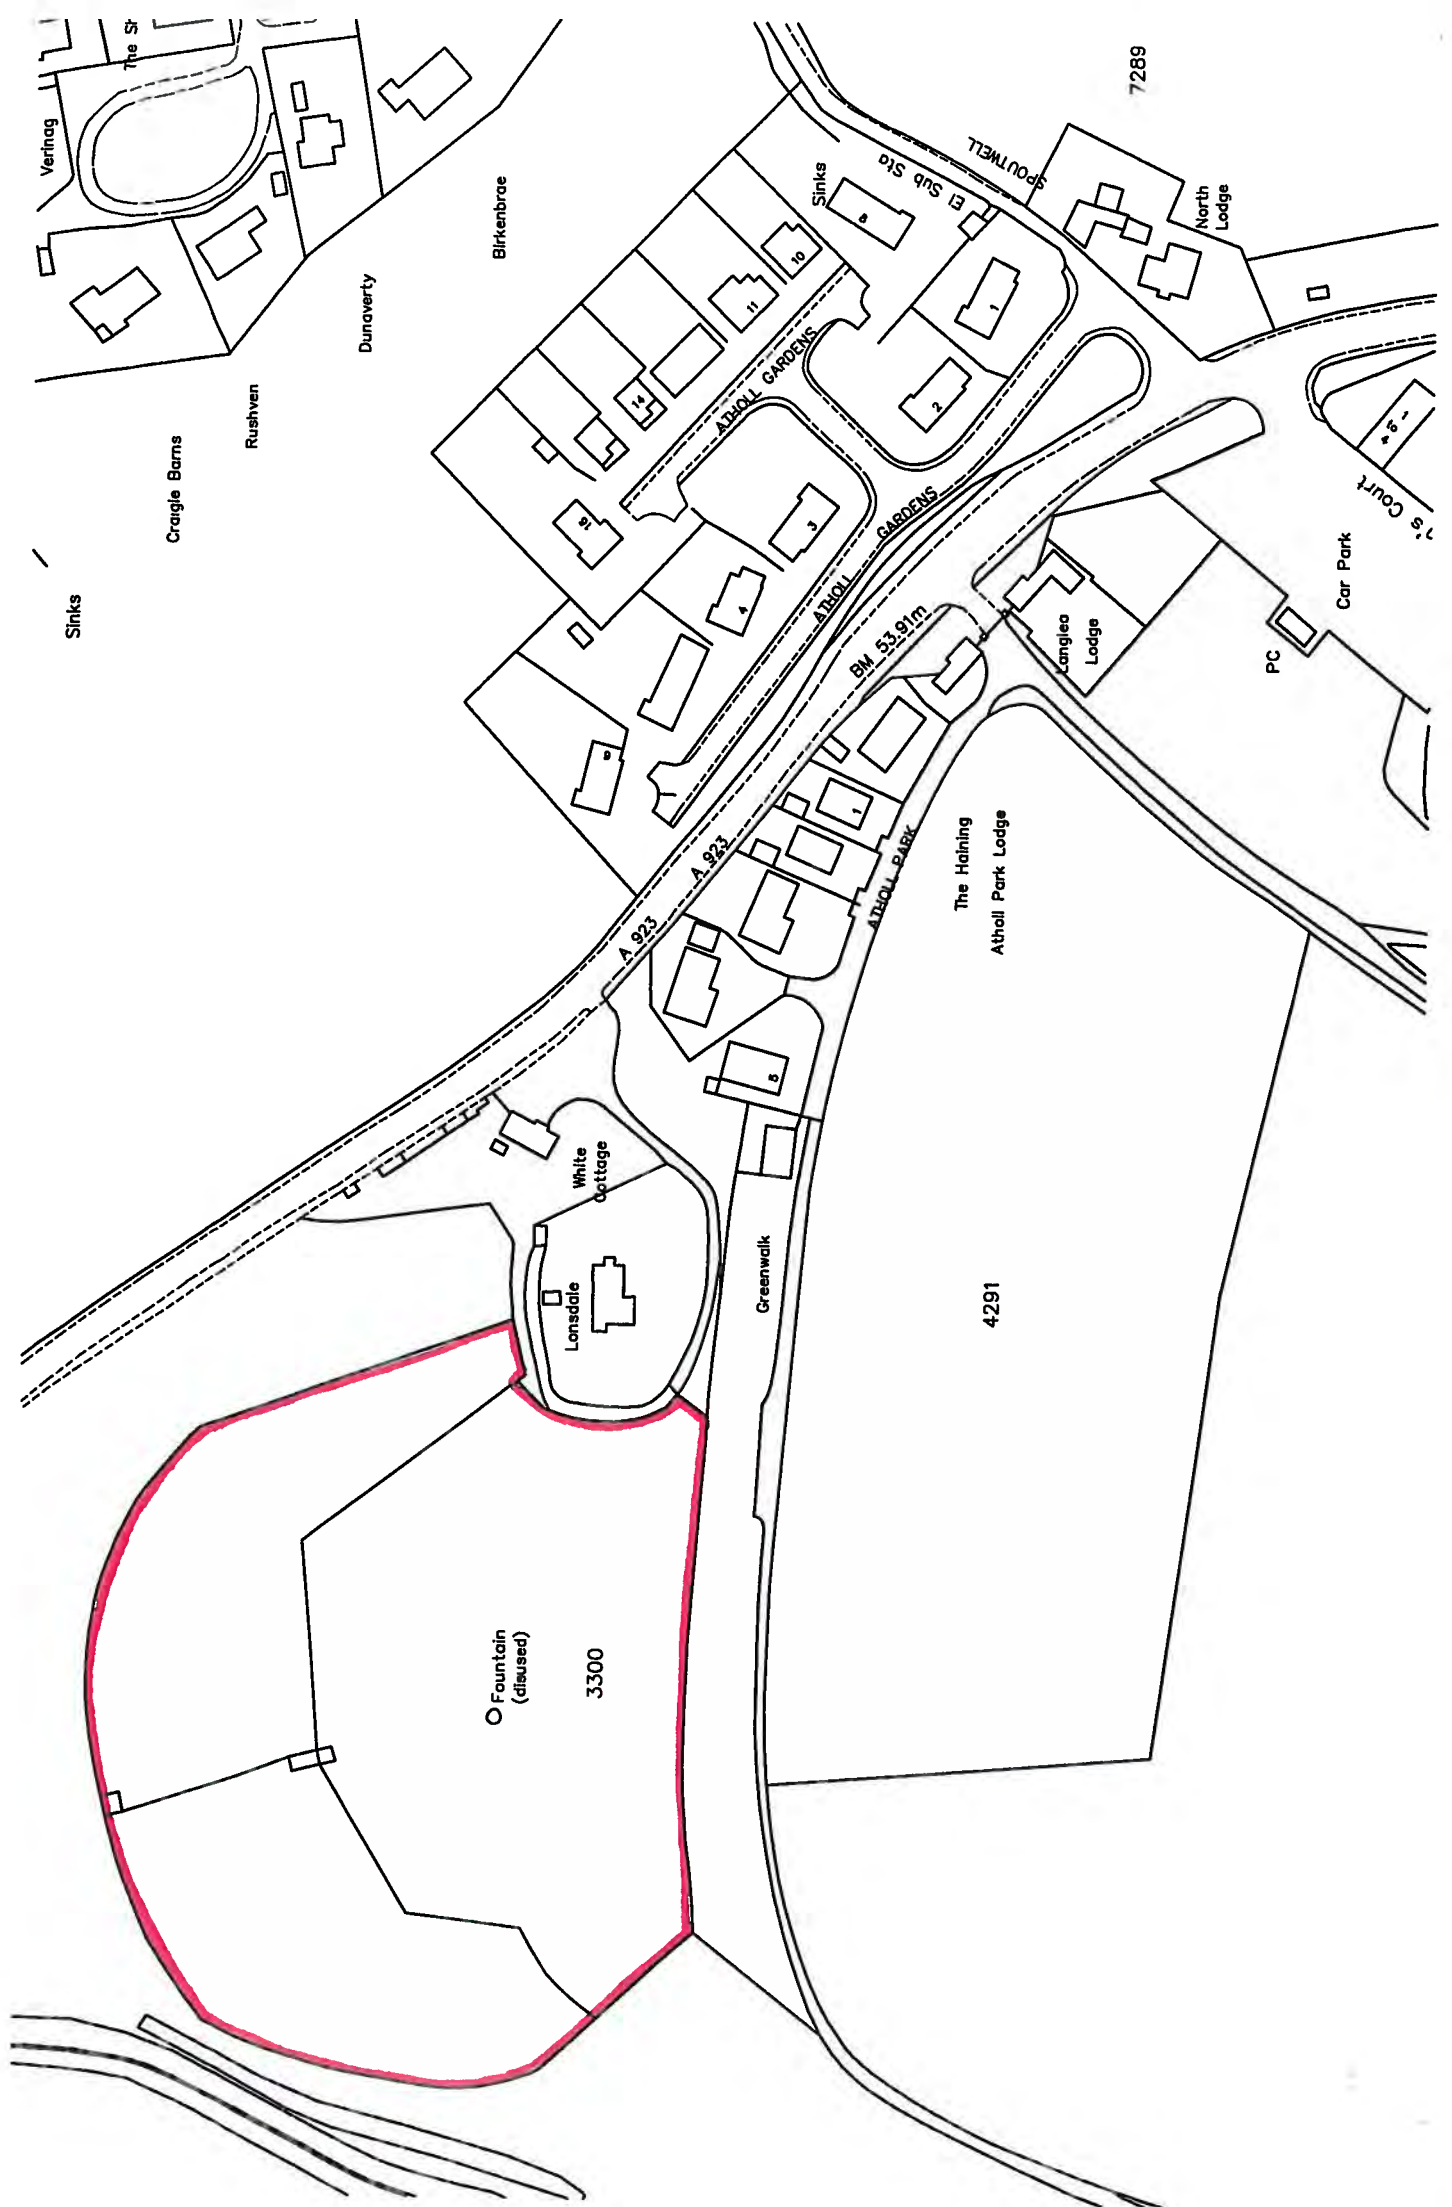 Verinag
Craigie Barns
Rushven
Dunaverty
Birkenbrae
Sinks
Sinks
El Sub Sta
SPOUTWELL
7289
North
Lodge
8
10
11
14
16
1
2
3
4
9
ATHOLL GARDENS
ATHOLL GARDENS
BM 53.91m
A 923
A 923
Langlea
Lodge
PC
Car Park
's Court
1
ATHOLL PARK
The Haining
Atholl Park Lodge
5
White
Cottage
Lonsdale
Greenwalk
4291
Fountain
(disused)
3300